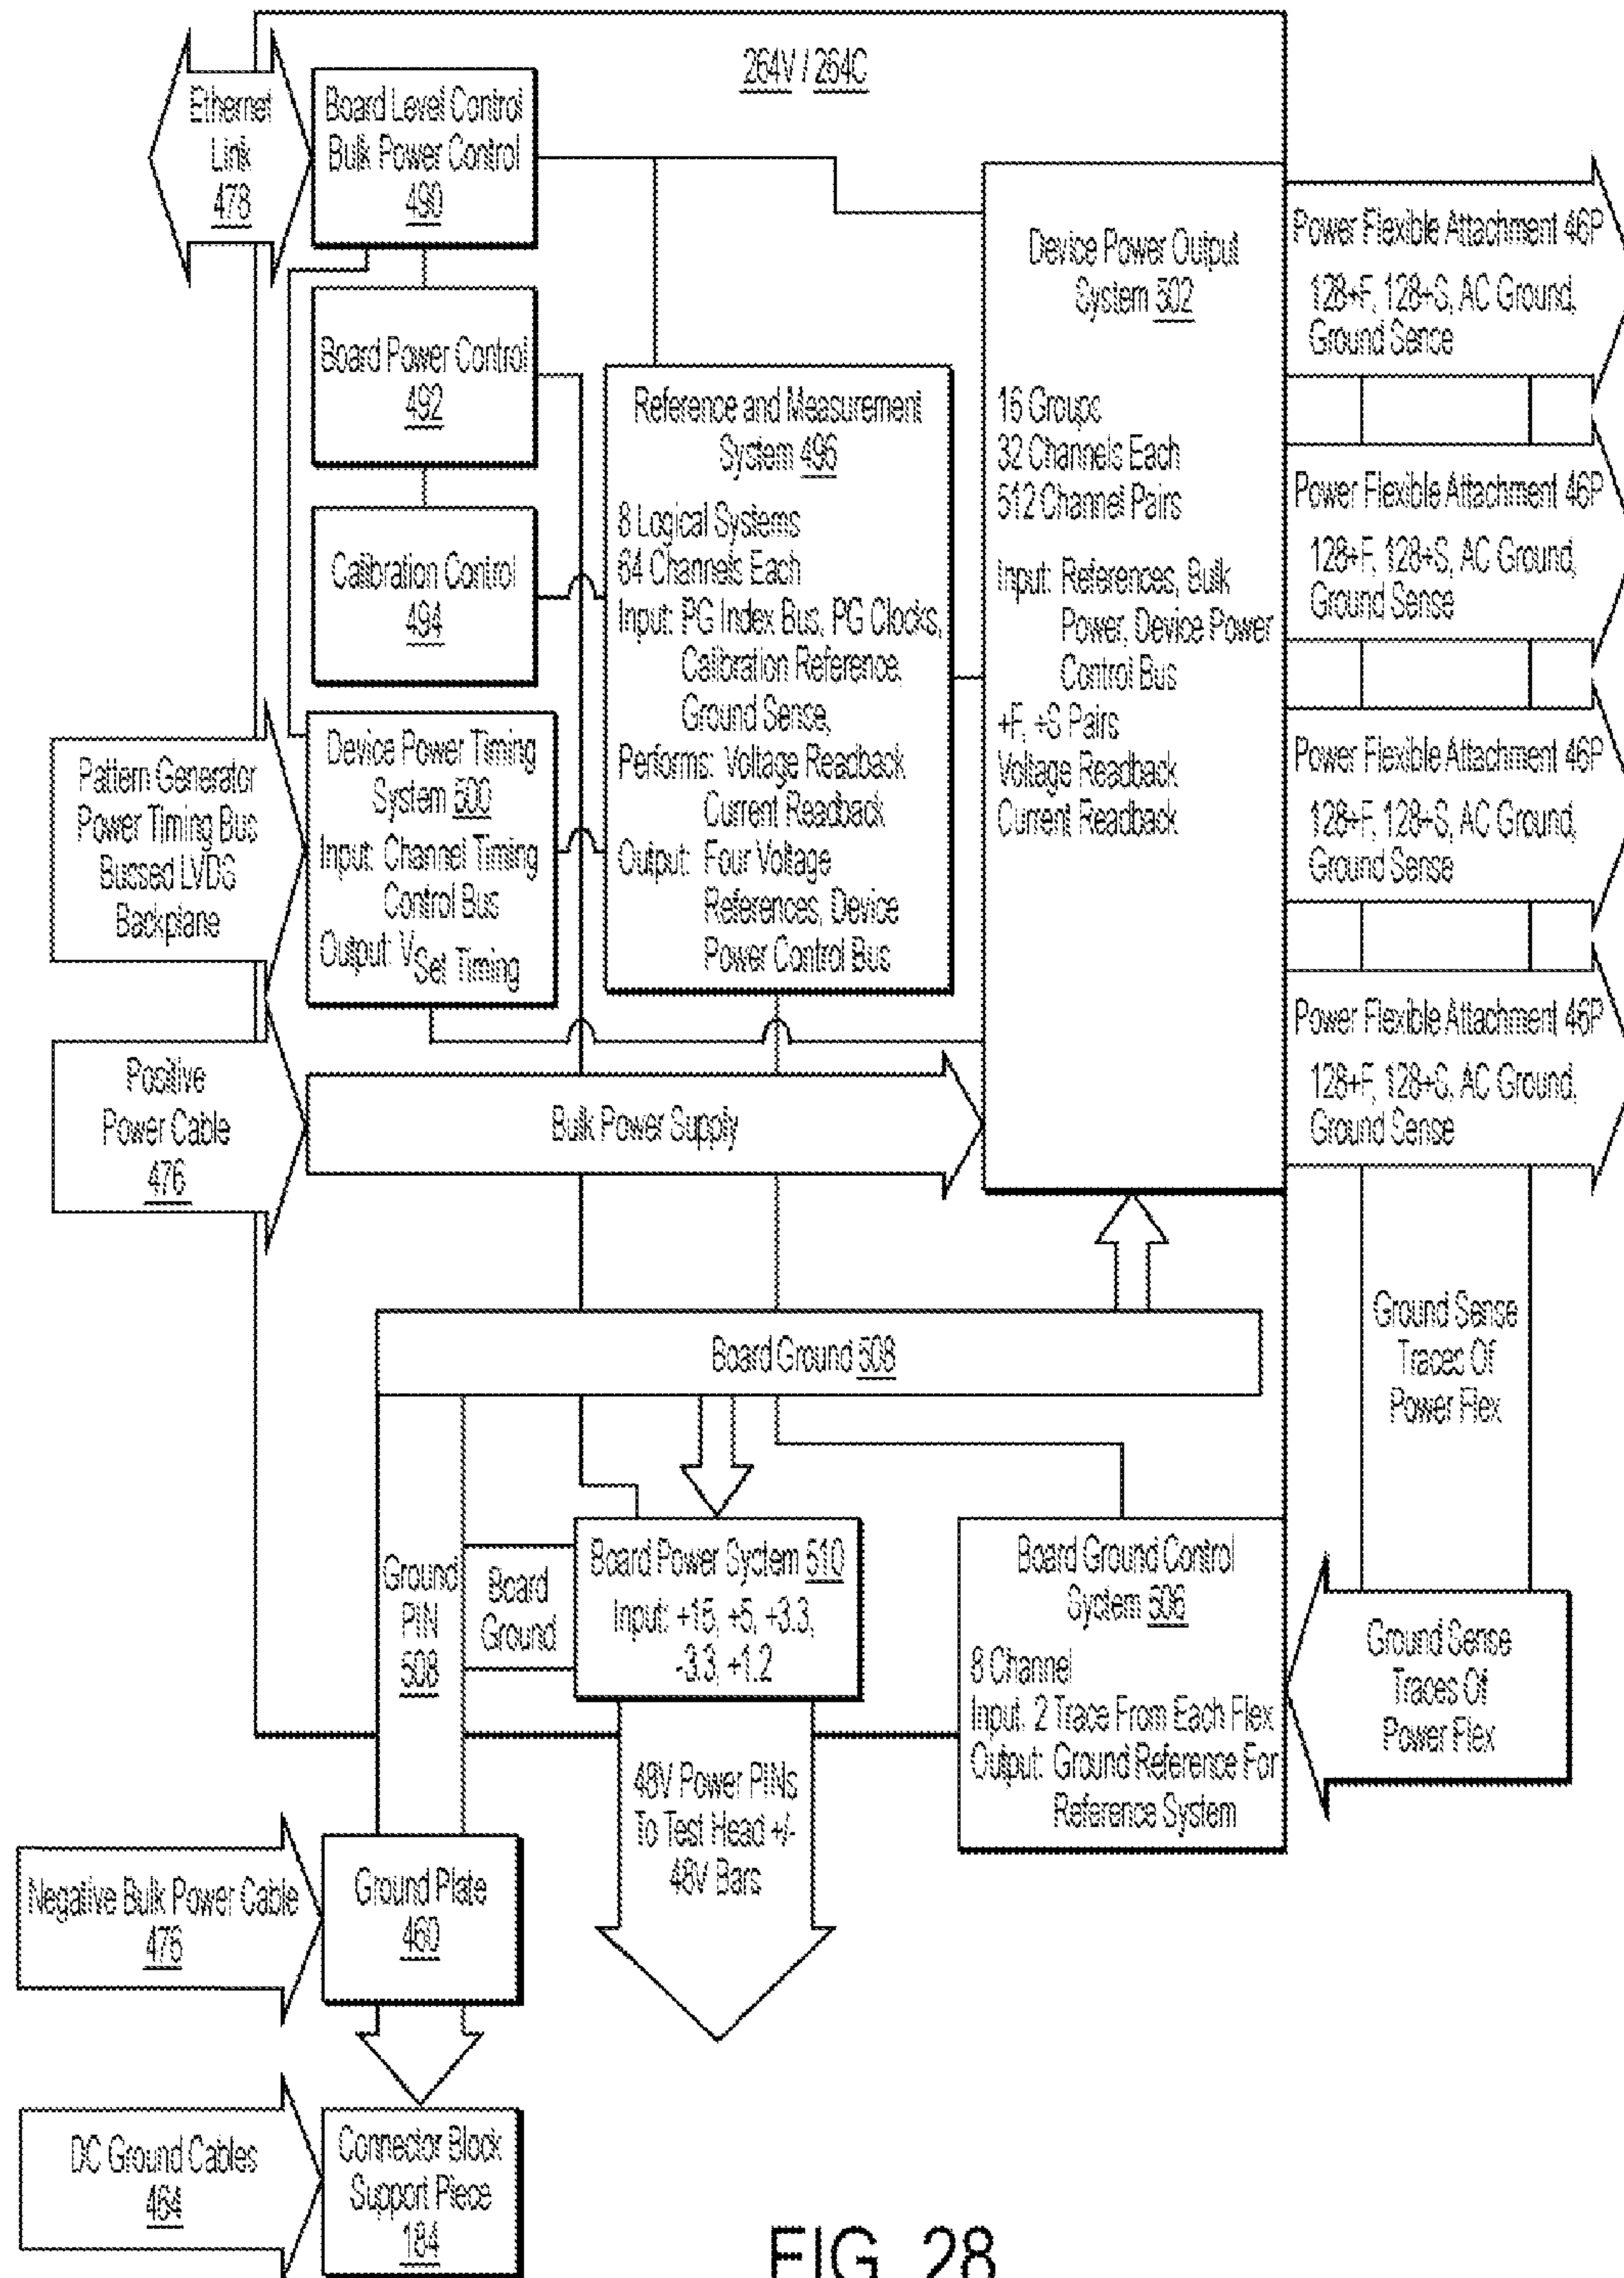 264V / 264C
Ethernet
Link
478
Board Level Control
Bulk Power Control
490
Board Power Control
492
Calibration Control
494
Pattern Generator
Power Timing Bus
Bussed LVDS
Backplane
Device Power Timing
System 500
Input: Channel Timing
Control Bus
Output: VSet Timing
Reference and Measurement
System 496
8 Logical Systems
64 Channels Each
Input: PG Index Bus, PG Clocks,
Calibration Reference,
Ground Sense,
Performs: Voltage Readback
Current Readback
Output: Four Voltage
References, Device
Power Control Bus
Device Power Output
System 502
16 Groups
32 Channels Each
512 Channel Pairs
Input: References, Bulk
Power, Device Power
Control Bus
+F, +S Pairs
Voltage Readback
Current Readback
Power Flexible Attachment 46P
128+F, 128+S, AC Ground,
Ground Sence
Power Flexible Attachment 46P
128+F, 128+S, AC Ground,
Ground Sense
Power Flexible Attachment 46P
128+F, 128+S, AC Ground,
Ground Sense
Power Flexible Attachment 46P
128+F, 128+S, AC Ground,
Ground Sense
Positive
Power Cable
476
Bulk Power Supply
Board Ground 508
Ground Sense
Traces Of
Power Flex
Ground
PIN
508
Board
Ground
Board Power System 510
Input: +15, +5, +3.3,
-3.3, +1.2
Board Ground Control
System 506
8 Channel
Input: 2 Trace From Each Flex
Output: Ground Reference For
Reference System
Ground Sense
Traces Of
Power Flex
48V Power PINs
To Test Head +/-
48V Bars
Negative Bulk Power Cable
476
Ground Plate
460
DC Ground Cables
464
Connector Block
Support Piece
184
FIG. 28